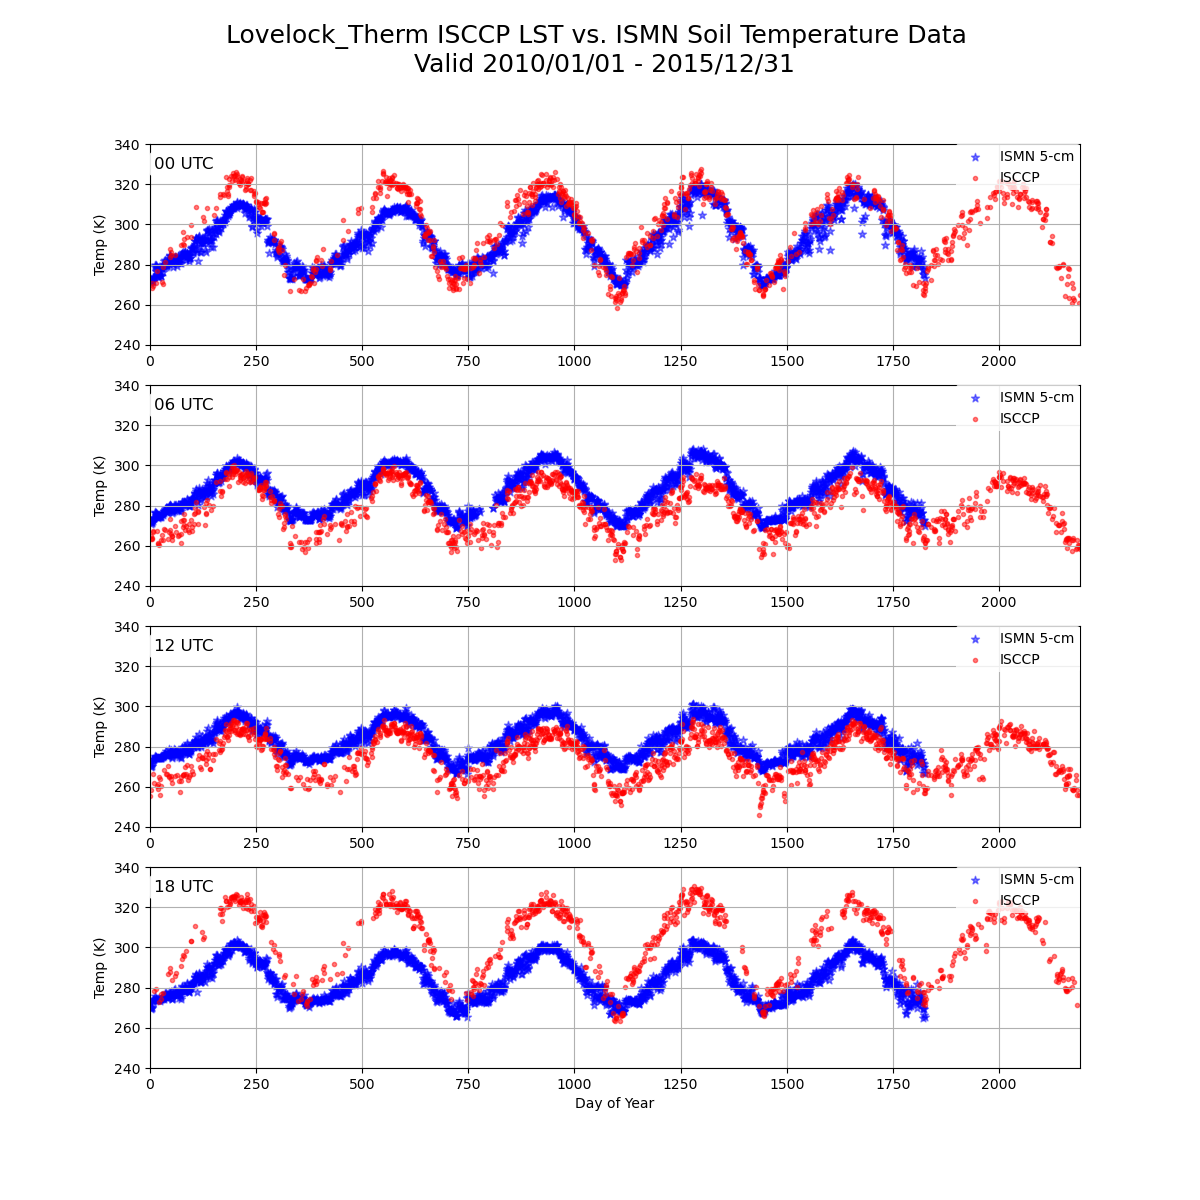 Lovelock_Therm ISCCP LST vs. ISMN Soil Temperature Data
Valid 2010/01/01 - 2015/12/31
00 UTC
ISMN 5-cm
ISCCP
Temp (K)
340
320
300
280
260
240
0 250 500 750 1000 1250 1500 1750 2000
06 UTC
ISMN 5-cm
ISCCP
Temp (K)
340
320
300
280
260
240
0 250 500 750 1000 1250 1500 1750 2000
12 UTC
ISMN 5-cm
ISCCP
Temp (K)
340
320
300
280
260
240
0 250 500 750 1000 1250 1500 1750 2000
18 UTC
ISMN 5-cm
ISCCP
Temp (K)
340
320
300
280
260
240
0 250 500 750 1000 1250 1500 1750 2000
Day of Year